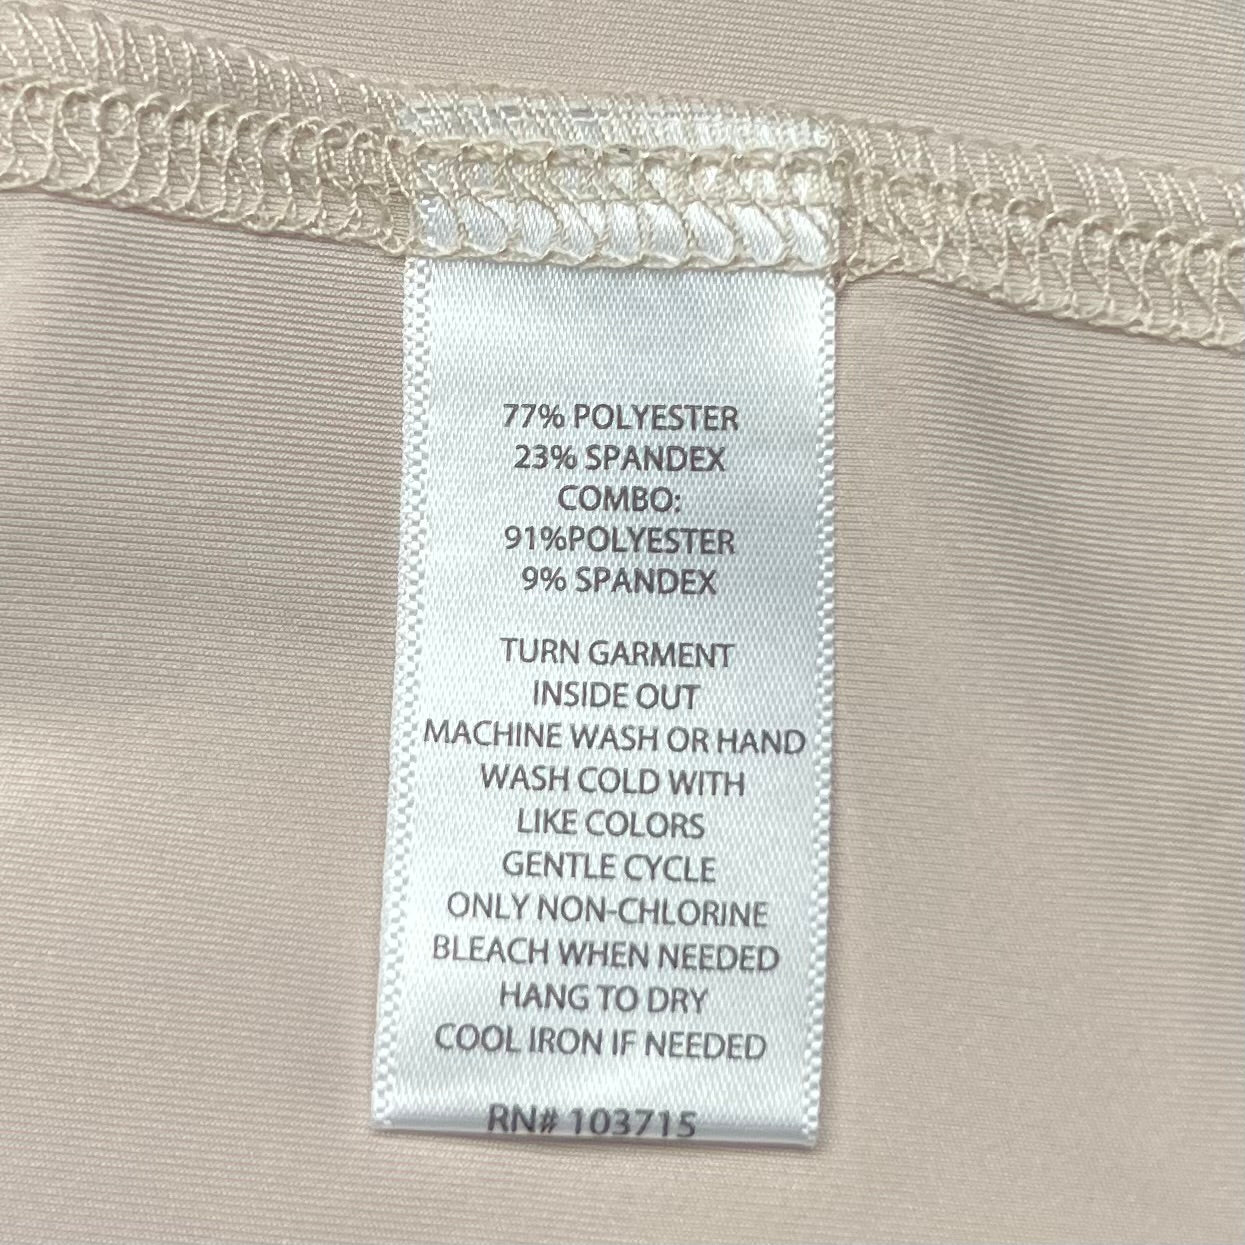 77% POLYESTER
23% SPANDEX
COMBO:
91%POLYESTER
9% SPANDEX
TURN GARMENT
INSIDE OUT
MACHINE WASH OR HAND
WASH COLD WITH
LIKE COLORS
GENTLE CYCLE
ONLY NON-CHLORINE
BLEACH WHEN NEEDED
HANG TO DRY
COOL IRON IF NEEDED
RN# 103715